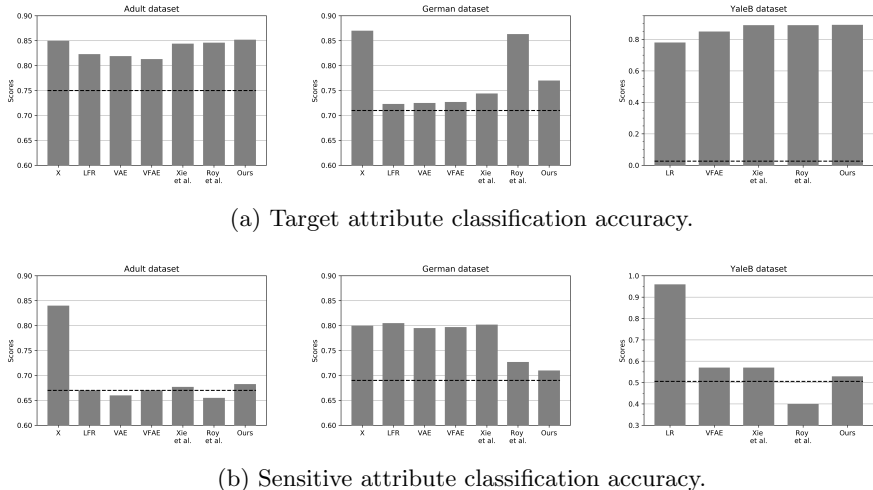 Adult dataset
German dataset
YaleB dataset
0.90
0.85
0.80
0.75
0.70
0.65
0.60
Scores
X LFR VAE VFAE Xie et al. Roy et al. Ours
0.90
0.85
0.80
0.75
0.70
0.65
0.60
Scores
X LFR VAE VFAE Xie et al. Roy et al. Ours
0.8
0.6
0.4
0.2
0.0
Scores
LR VFAE Xie et al. Roy et al. Ours
(a) Target attribute classification accuracy.
Adult dataset
German dataset
YaleB dataset
0.90
0.85
0.80
0.75
0.70
0.65
0.60
Scores
X LFR VAE VFAE Xie et al. Roy et al. Ours
0.90
0.85
0.80
0.75
0.70
0.65
0.60
Scores
X LFR VAE VFAE Xie et al. Roy et al. Ours
1.0
0.9
0.8
0.7
0.6
0.5
0.4
0.3
Scores
LR VFAE Xie et al. Roy et al. Ours
(b) Sensitive attribute classification accuracy.